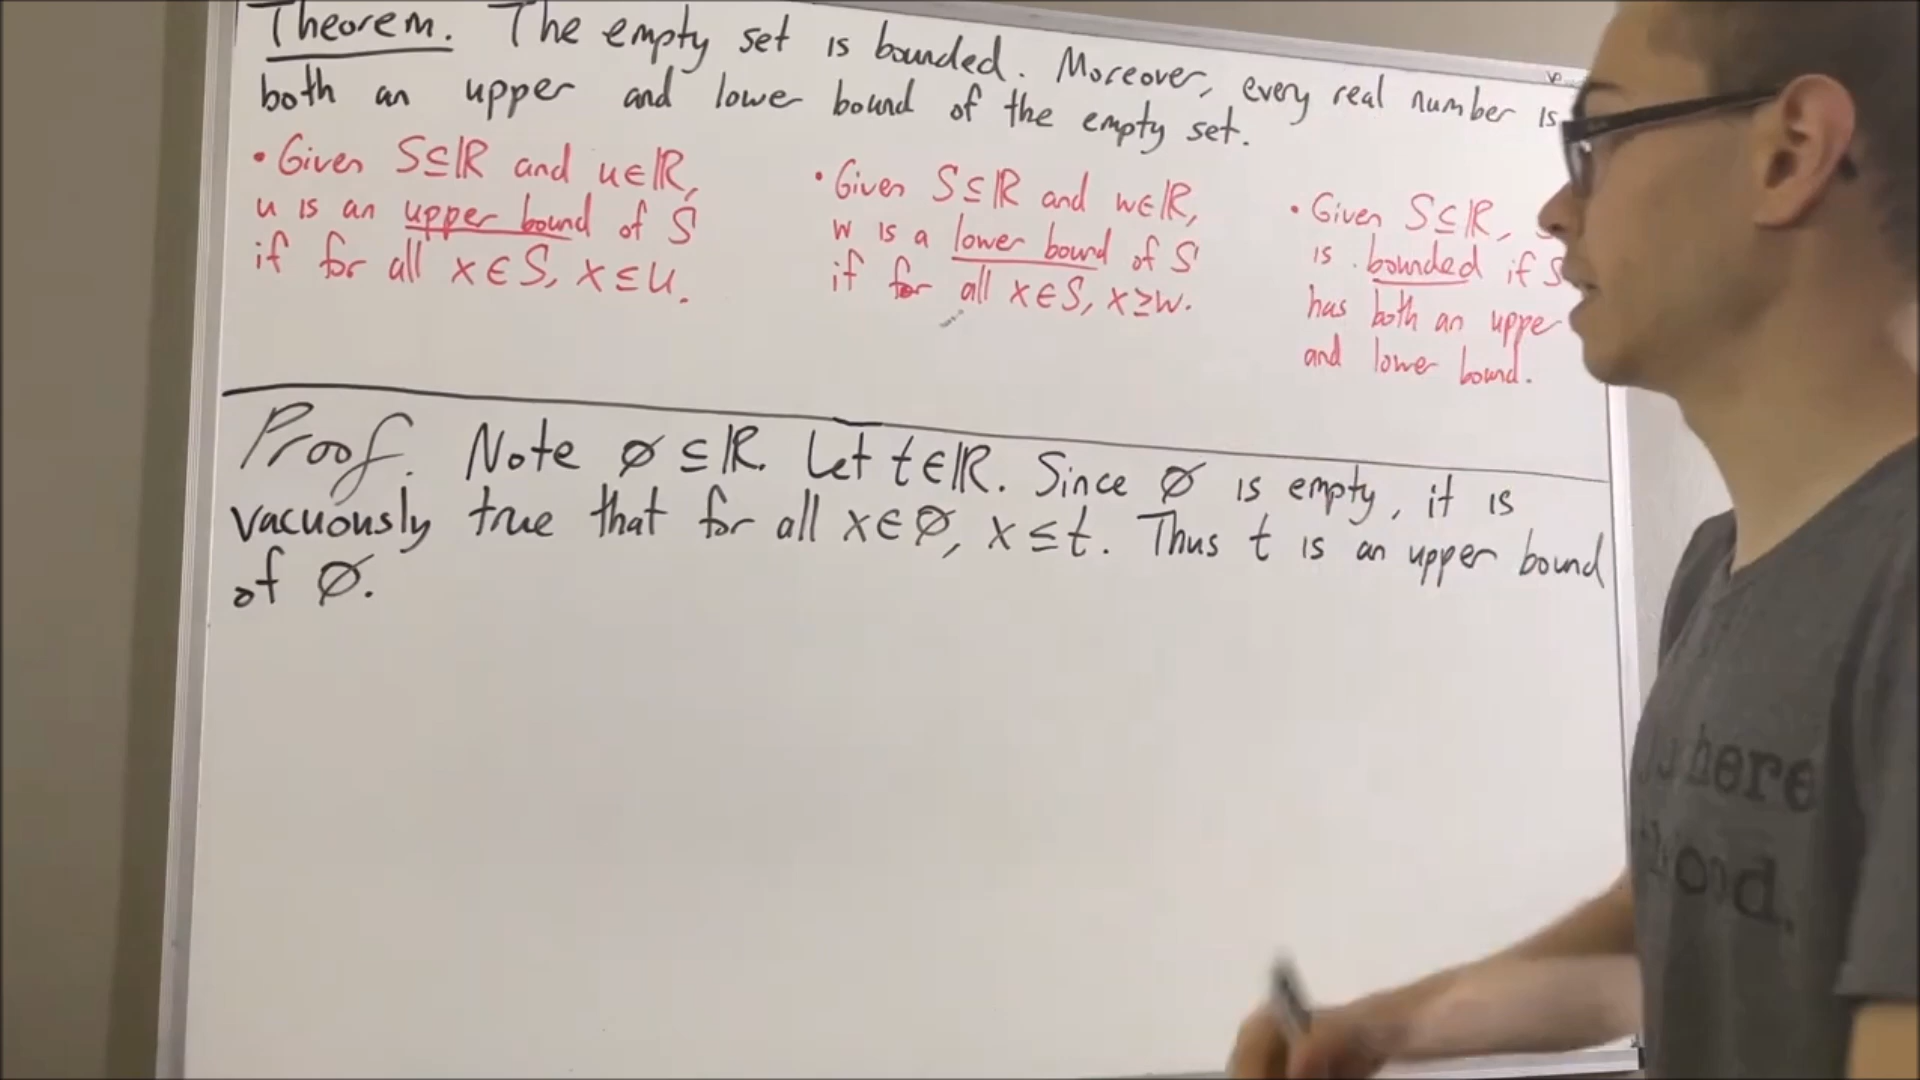 Theorem. The empty set is bounded. Moreover, every real number is
both an upper and lower bound of the empty set.
• Given S⊆ℝ and u∈ℝ,
u is an upper bound of S
if for all x∈S, x≤u.
• Given S⊆ℝ and w∈ℝ,
w is a lower bound of S
if for all x∈S, x≥w.
• Given S⊆ℝ,
is bounded if S
has both an uppe
and lower bound.
Proof. Note ∅⊆ℝ. Let t∈ℝ. Since ∅ is empty, it is
vacuously true that for all x∈∅, x≤t. Thus t is an upper bound
of ∅.
here